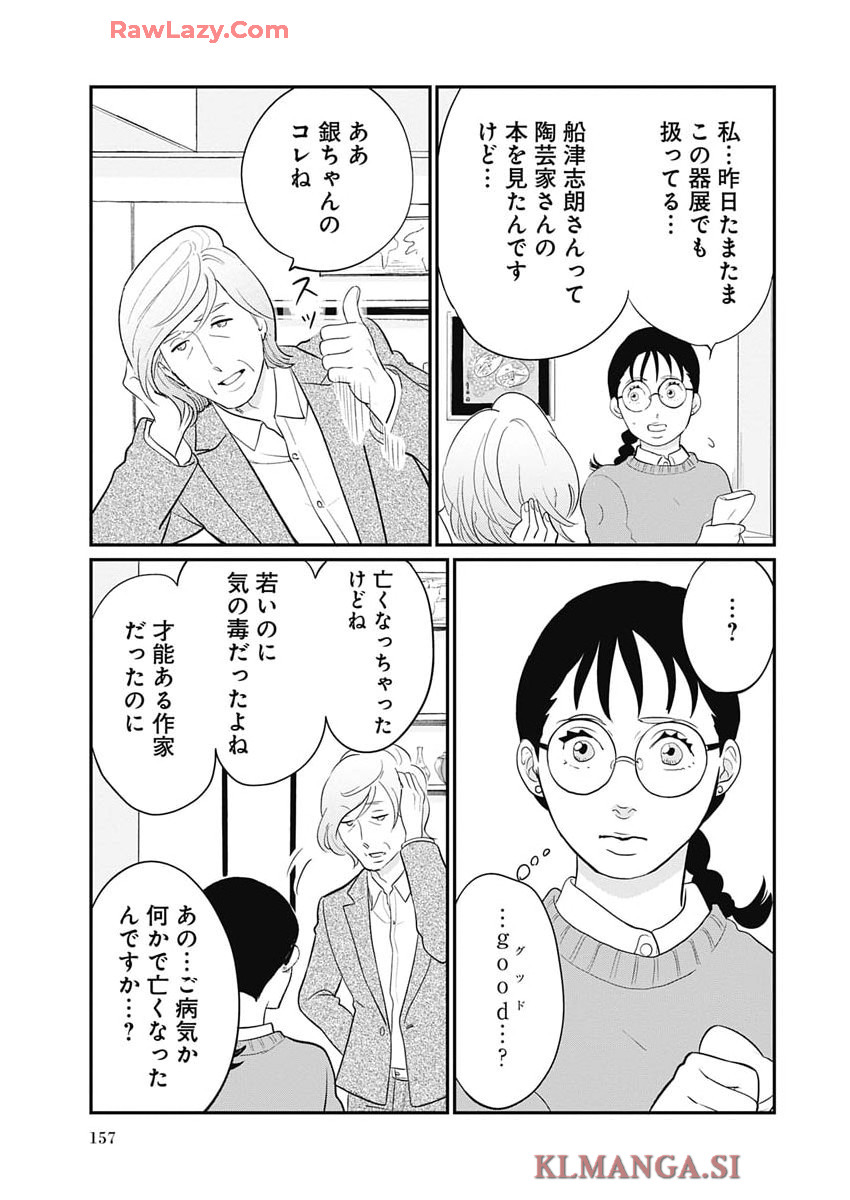 RawLazy.Com
私…昨日たまたま
この器展でも
扱ってる…
船津志朗さんって
陶芸家さんの
本を見たんです
けど…
ああ
銀ちゃんの
コレね
スッ
…?
…good…?
グッド
亡くなっちゃった
けどね
若いのに
気の毒だったよね
才能ある作家
だったのに
あの…ご病気か
何かで亡くなった
んですか…?
157
KLMANGA.SI